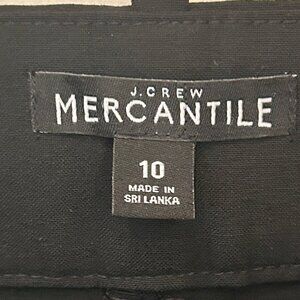 J.CREW
MERCANTILE
10
MADE IN
SRI LANKA